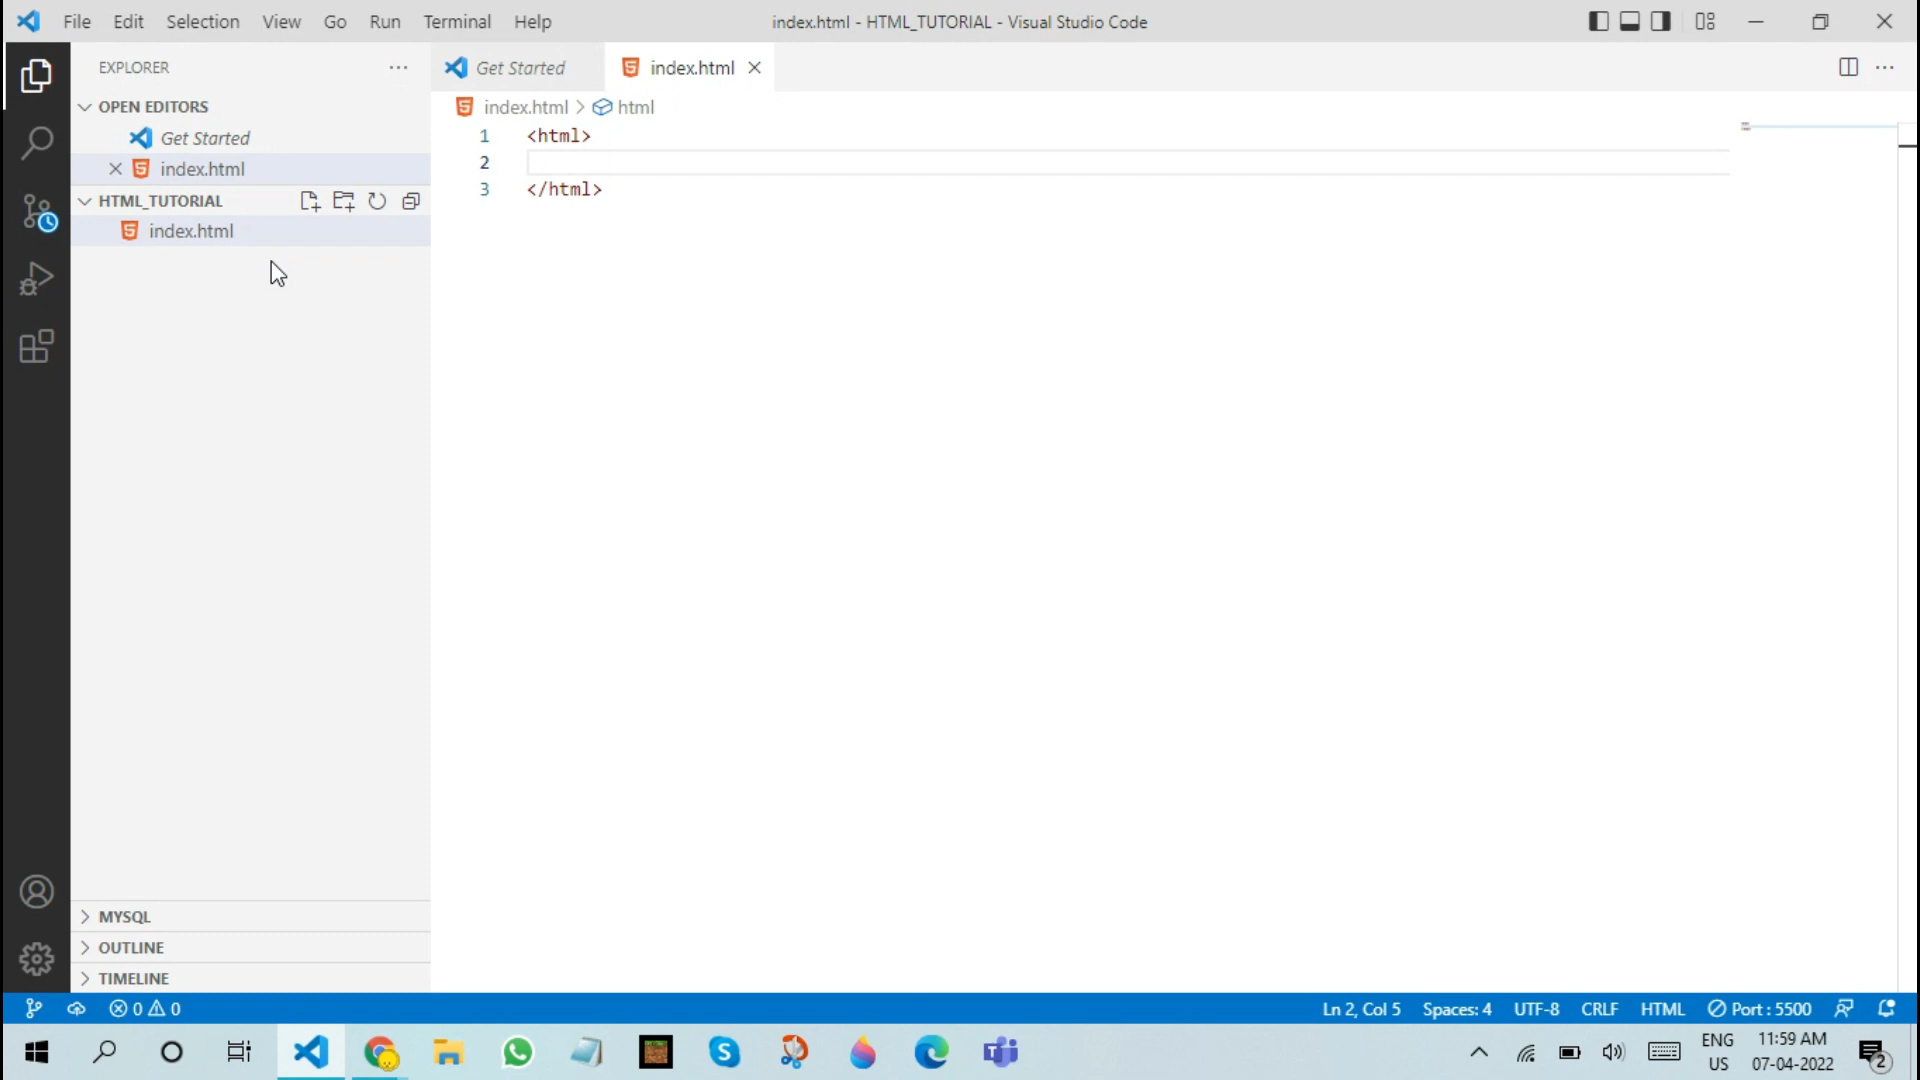 File Edit Selection View Go Run Terminal Help
index.html - HTML_TUTORIAL - Visual Studio Code
EXPLORER
OPEN EDITORS
Get Started
index.html
HTML_TUTORIAL
index.html
MYSQL
OUTLINE
TIMELINE
Get Started
index.html
index.html > html
1 <html>
2
3 </html>
0 0
Ln 2, Col 5 Spaces: 4 UTF-8 CRLF HTML Port : 5500
ENG
US
11:59 AM
07-04-2022
2